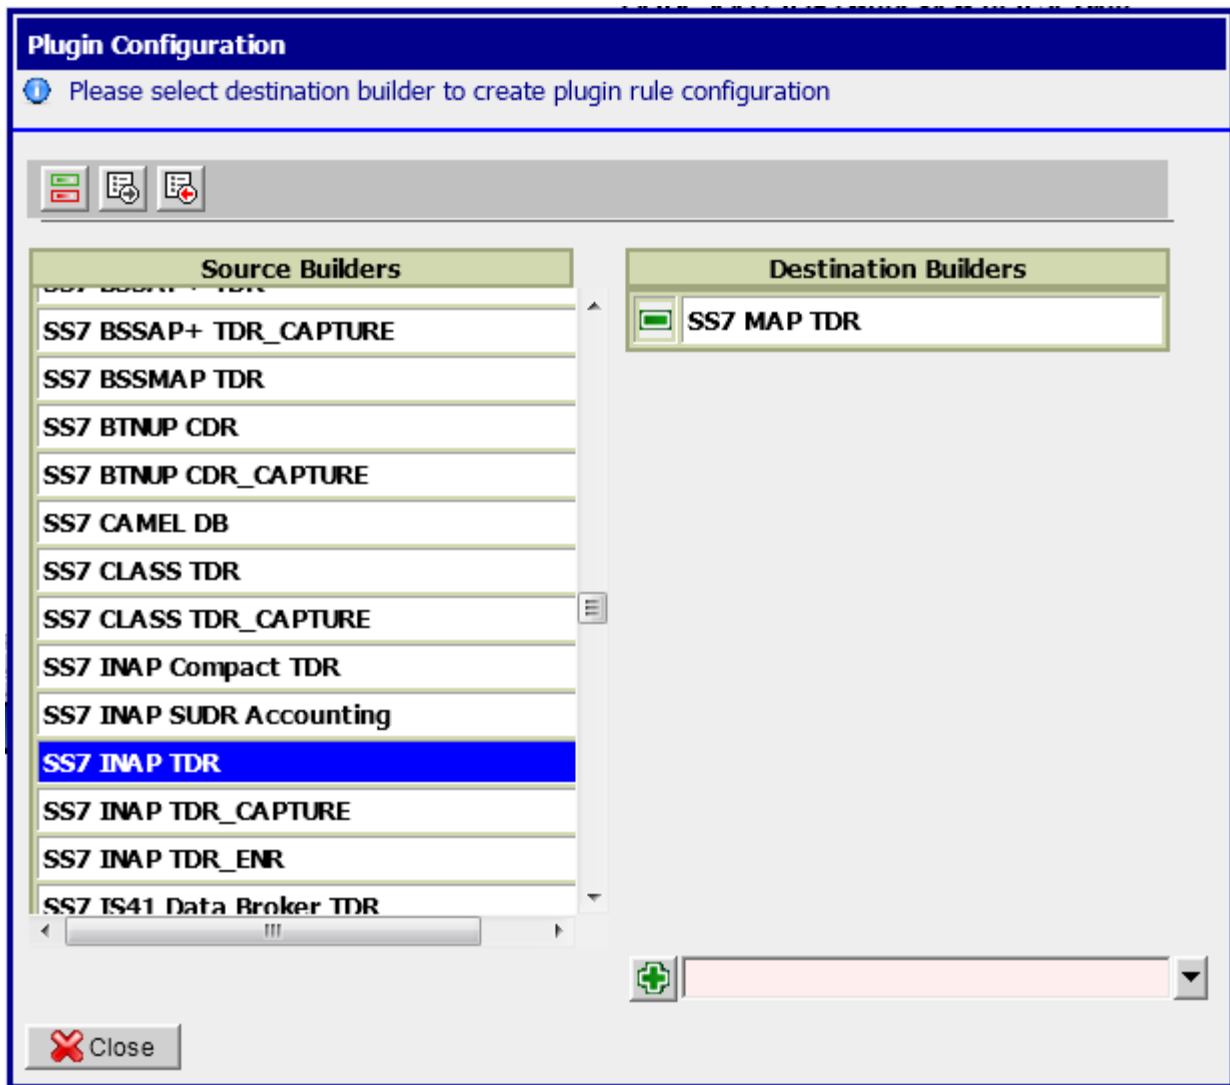 Plugin Configuration
Please select destination builder to create plugin rule configuration
Source Builders
SS7 BSSAP+ TDR_CAPTURE
SS7 BSSMAP TDR
SS7 BTNUP CDR
SS7 BTNUP CDR_CAPTURE
SS7 CAMEL DB
SS7 CLASS TDR
SS7 CLASS TDR_CAPTURE
SS7 INAP Compact TDR
SS7 INAP SUDR Accounting
SS7 INAP TDR
SS7 INAP TDR_CAPTURE
SS7 INAP TDR_ENR
SS7 IS41 Data Broker TDR
Destination Builders
SS7 MAP TDR
Close